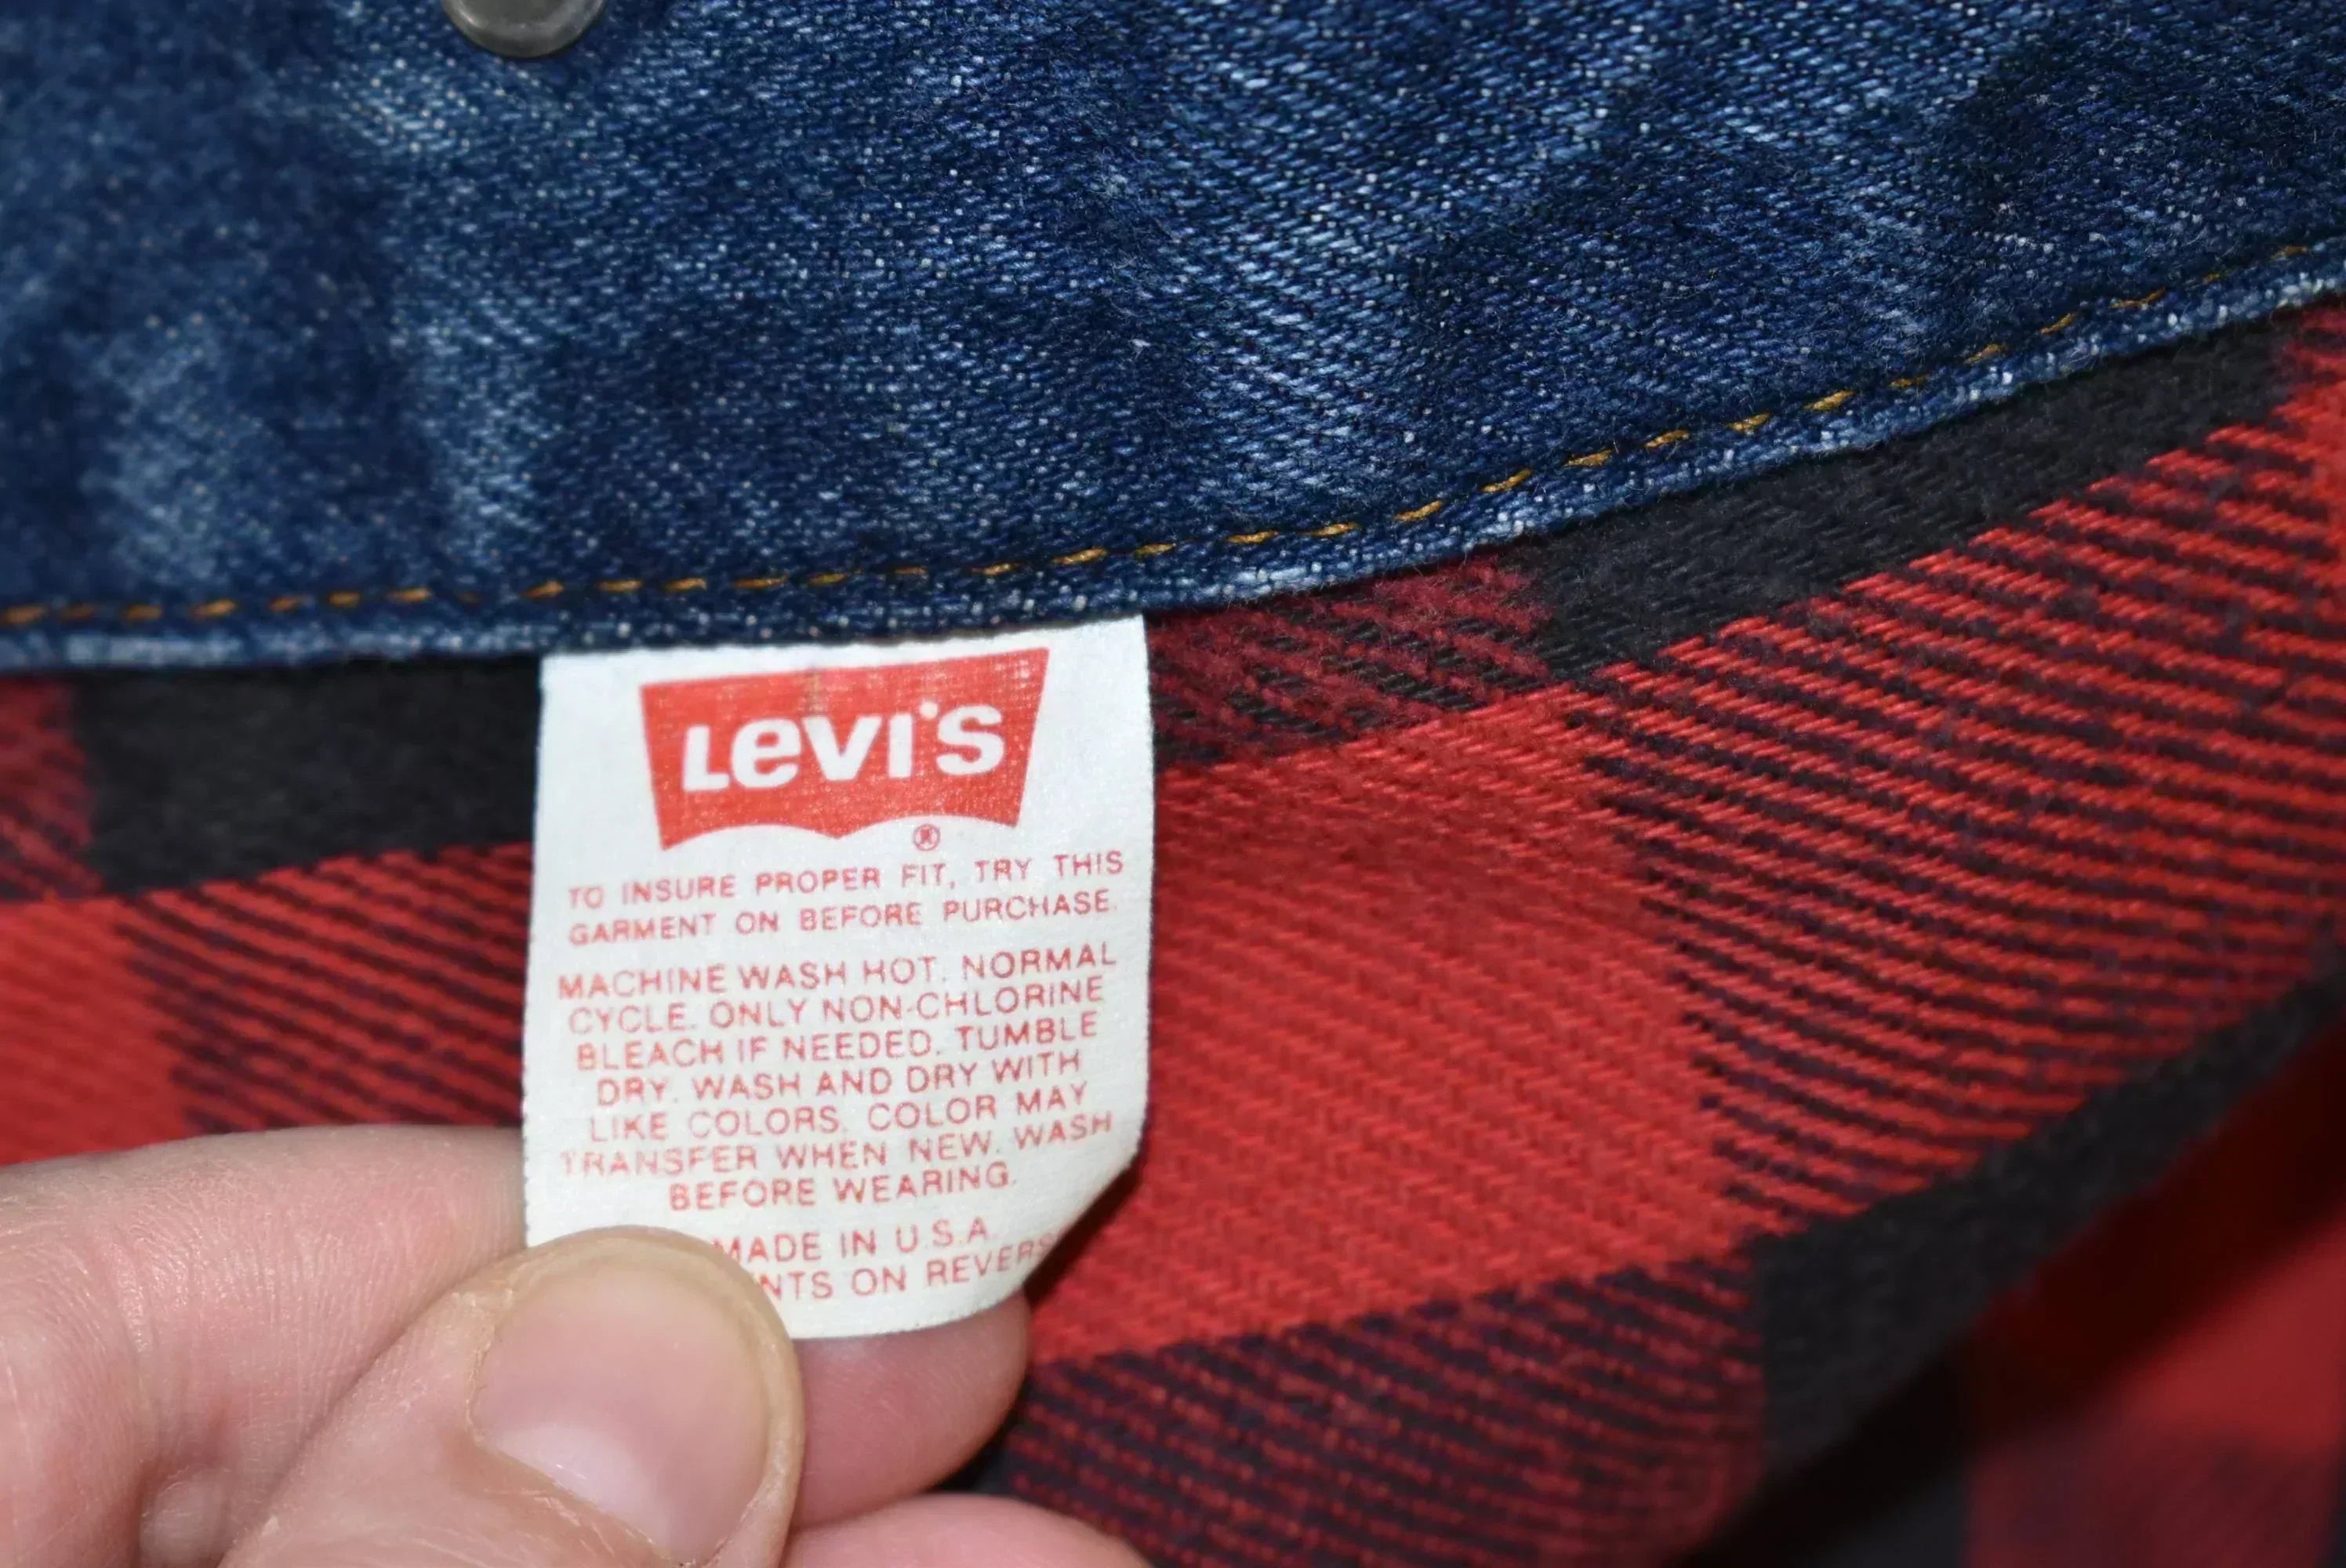 LEVI'S
®
TO INSURE PROPER FIT, TRY THIS
GARMENT ON BEFORE PURCHASE.
MACHINE WASH HOT, NORMAL
CYCLE. ONLY NON-CHLORINE
BLEACH IF NEEDED. TUMBLE
DRY. WASH AND DRY WITH
LIKE COLORS. COLOR MAY
TRANSFER WHEN NEW. WASH
BEFORE WEARING.
MADE IN U.S.A.
ON